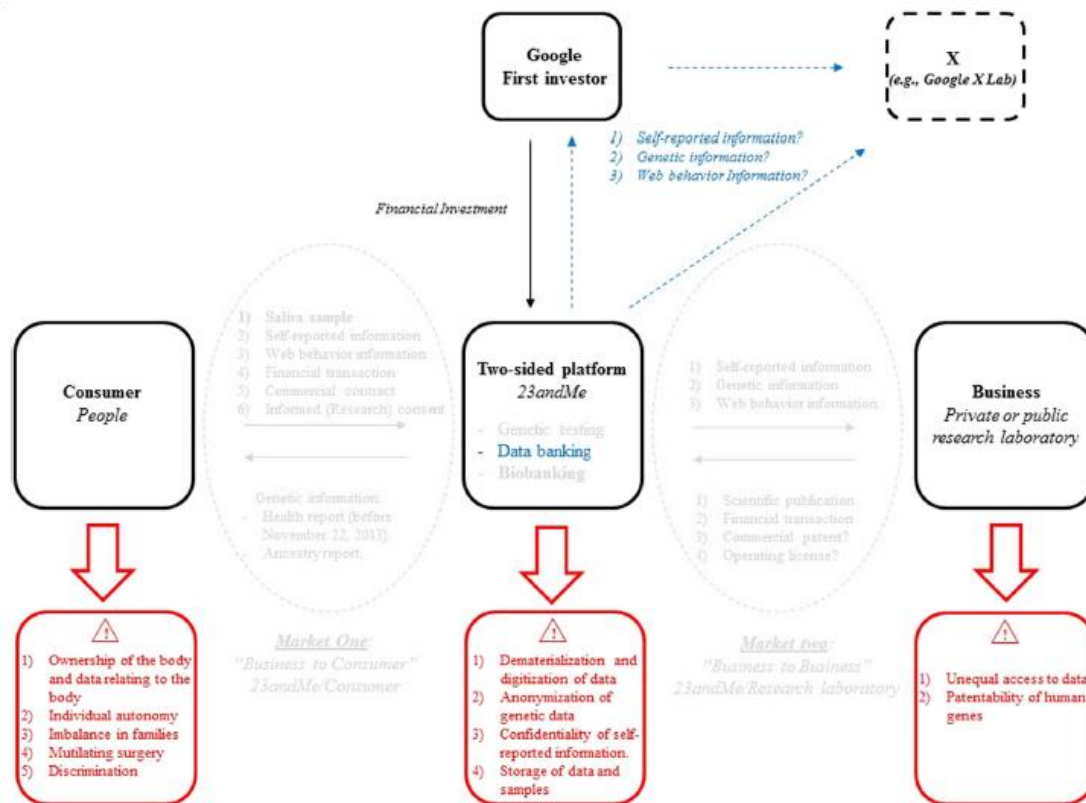 Google
First investor
X
(e.g., Google X Lab)
1) Self-reported information?
2) Genetic information?
3) Web behavior Information?
Financial Investment
Consumer
People
1) Saliva sample
2) Self-reported information
3) Web behavior information
4) Financial transaction
5) Commercial contract
6) Informed (Research) consent
Genetic information:
- Health report (before
November 22, 2013).
- Ancestry report.
Market One:
"Business to Consumer"
23andMe/Consumer
Two-sided platform
23andMe
- Genetic testing
- Data banking
- Biobanking
1) Self-reported information
2) Genetic information
3) Web behavior information
1) Scientific publication
2) Financial transaction
3) Commercial patent?
4) Operating license?
Market two:
"Business to Business"
23andMe/Research laboratory
Business
Private or public
research laboratory
!
1) Ownership of the body
and data relating to the
body
2) Individual autonomy
3) Imbalance in families
4) Mutilating surgery
5) Discrimination
!
1) Dematerialization and
digitization of data
2) Anonymization of
genetic data
3) Confidentiality of self-
reported information.
4) Storage of data and
samples
!
1) Unequal access to data
2) Patentability of human
genes